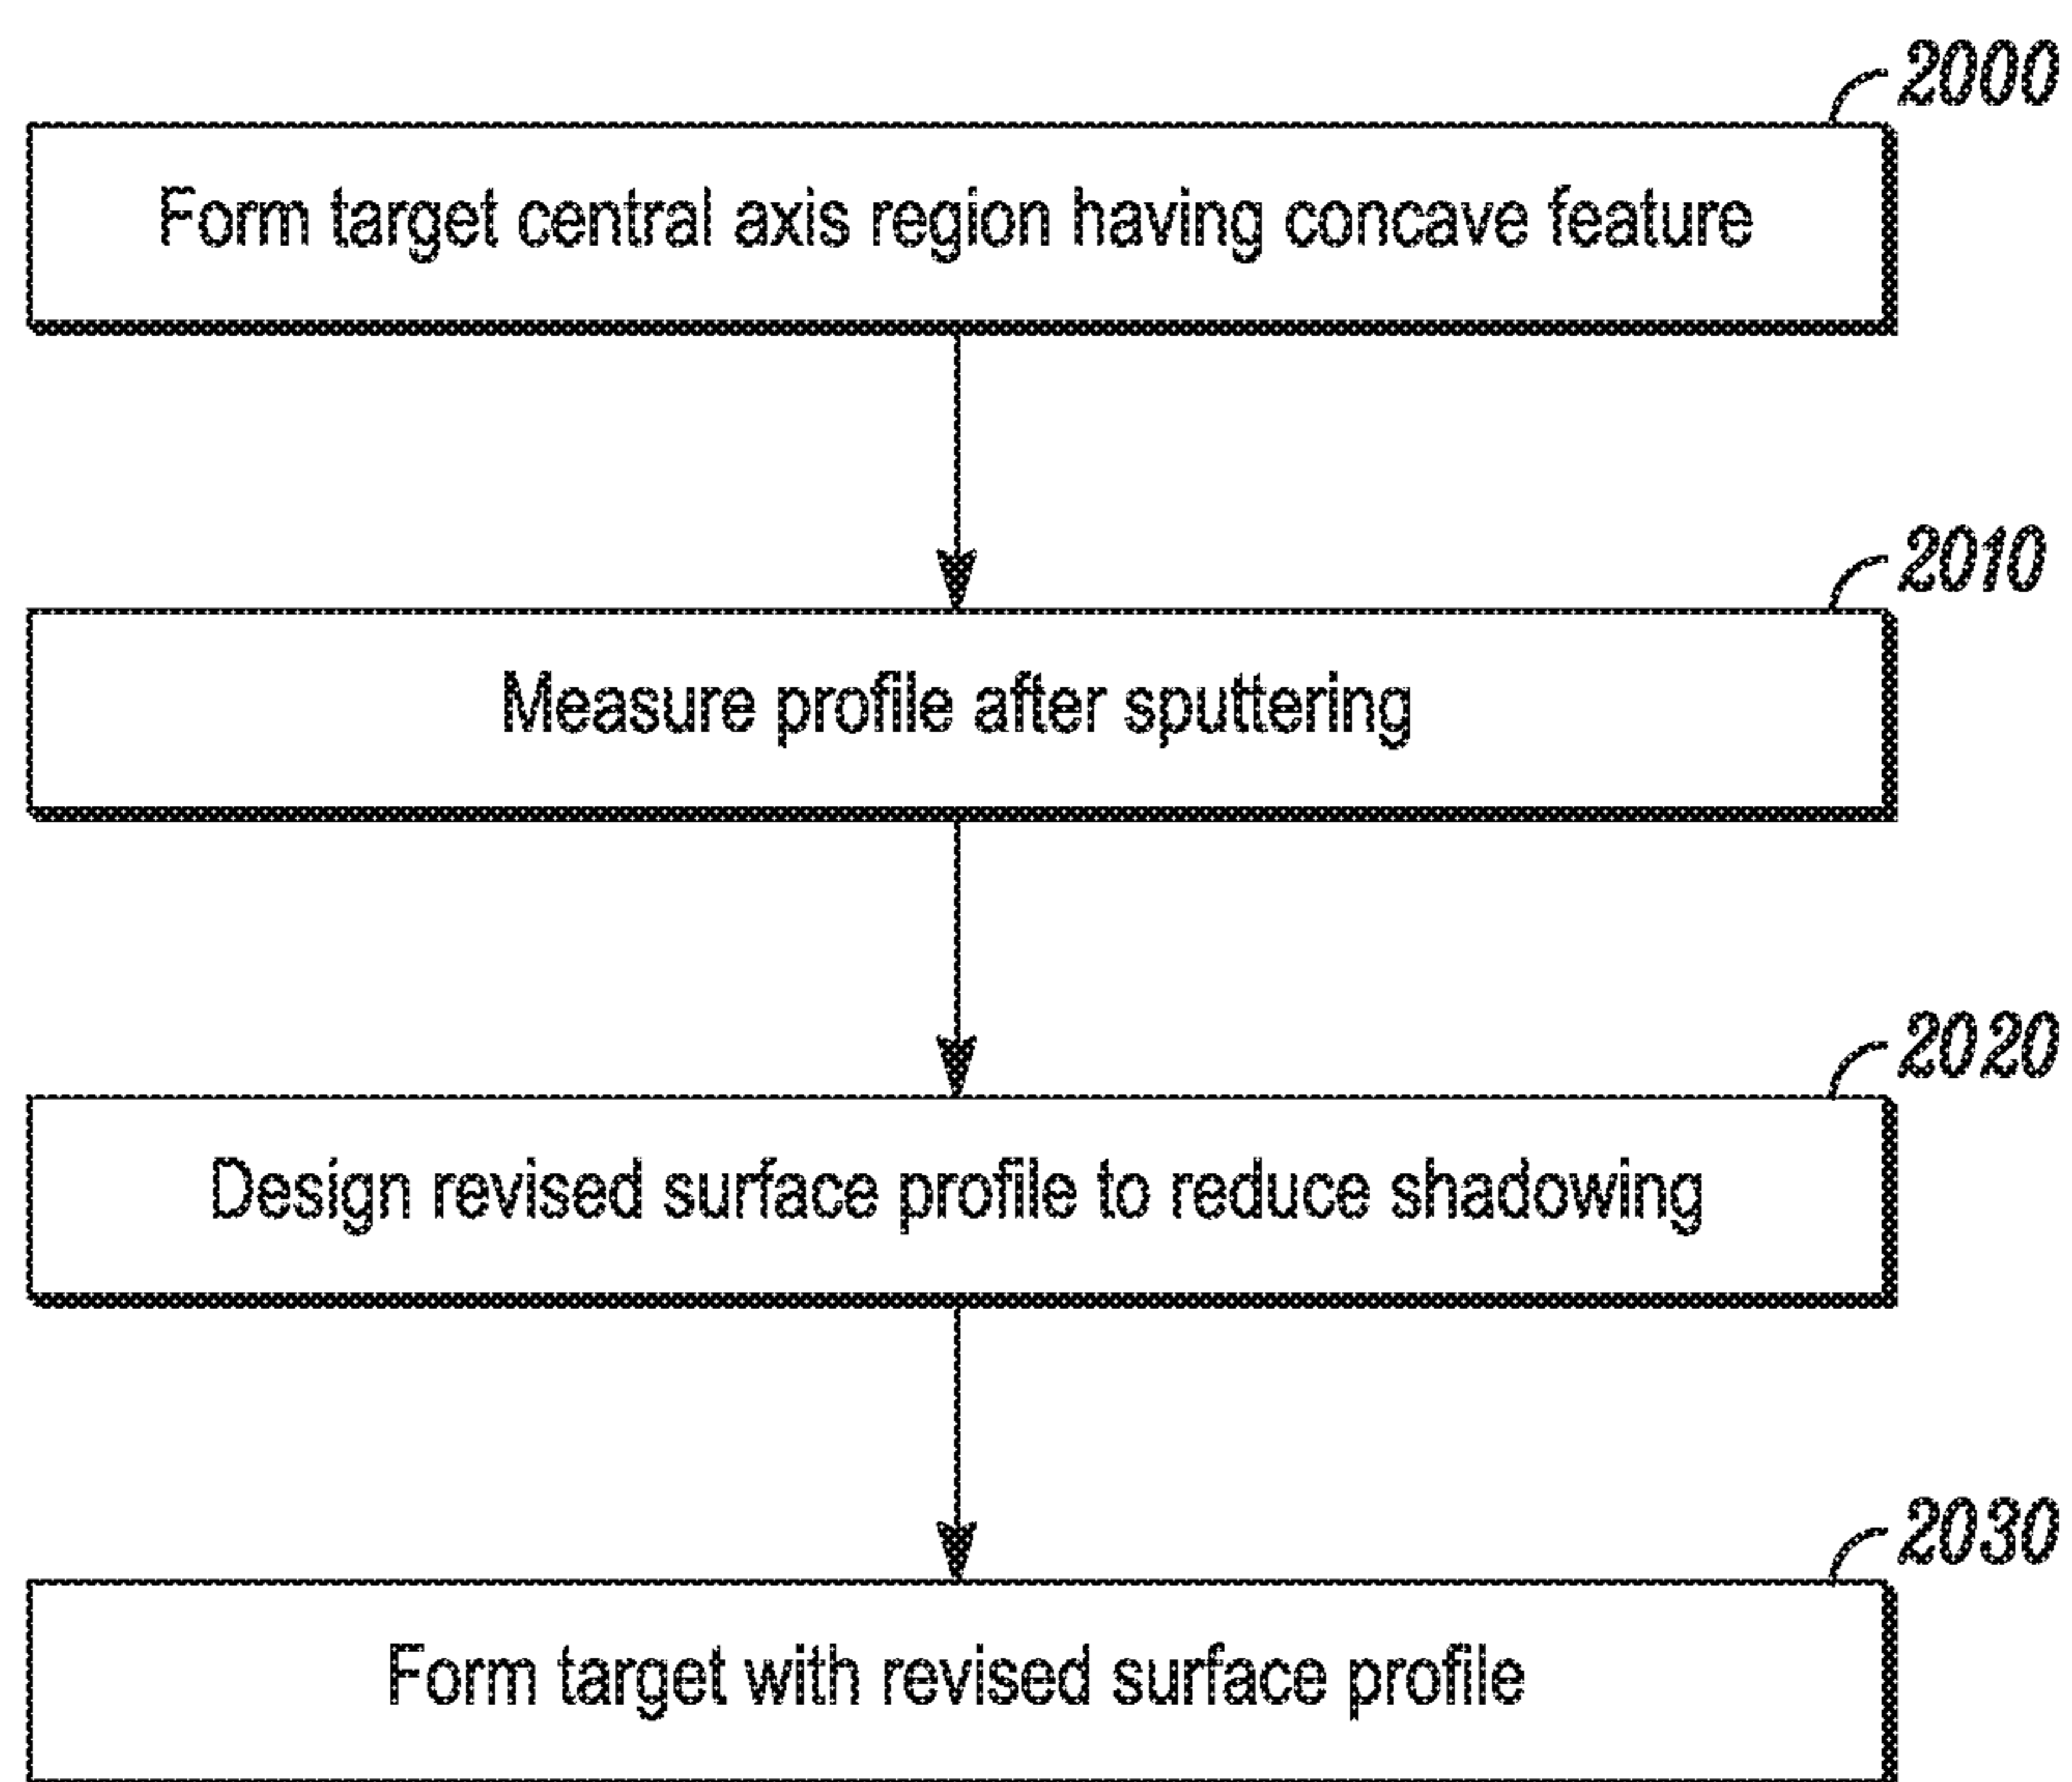 2000
Form target central axis region having concave feature
2010
Measure profile after sputtering
2020
Design revised surface profile to reduce shadowing
2030
Form target with revised surface profile